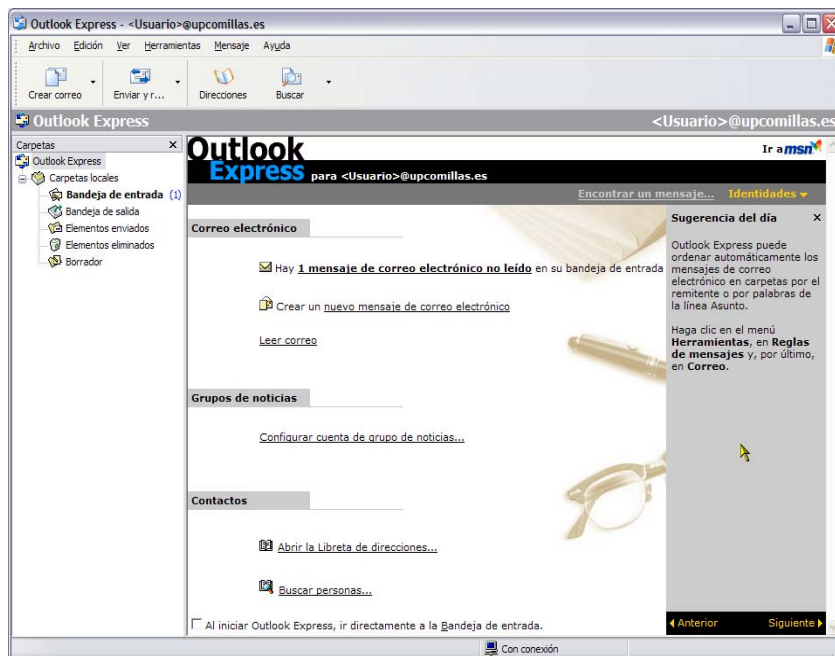 Outlook Express - <Usuario>@upcomillas.es
Archivo Edición Ver Herramientas Mensaje Ayuda
Crear correo Enviar y r... Direcciones Buscar
Outlook Express <Usuario>@upcomillas.es
Carpetas
Outlook Express
Carpetas locales
Bandeja de entrada (1)
Bandeja de salida
Elementos enviados
Elementos eliminados
Borrador
Outlook
Express para <Usuario>@upcomillas.es
Ir a msn
Encontrar un mensaje... Identidades
Correo electrónico
Hay 1 mensaje de correo electrónico no leído en su bandeja de entrada
Crear un nuevo mensaje de correo electrónico
Leer correo
Grupos de noticias
Configurar cuenta de grupo de noticias...
Contactos
Abrir la Libreta de direcciones...
Buscar personas...
Al iniciar Outlook Express, ir directamente a la Bandeja de entrada.
Sugerencia del día
Outlook Express puede
ordenar automáticamente los
mensajes de correo
electrónico en carpetas por el
remitente o por palabras de
la línea Asunto.
Haga clic en el menú
Herramientas, en Reglas
de mensajes y, por último,
en Correo.
Anterior Siguiente
Con conexión